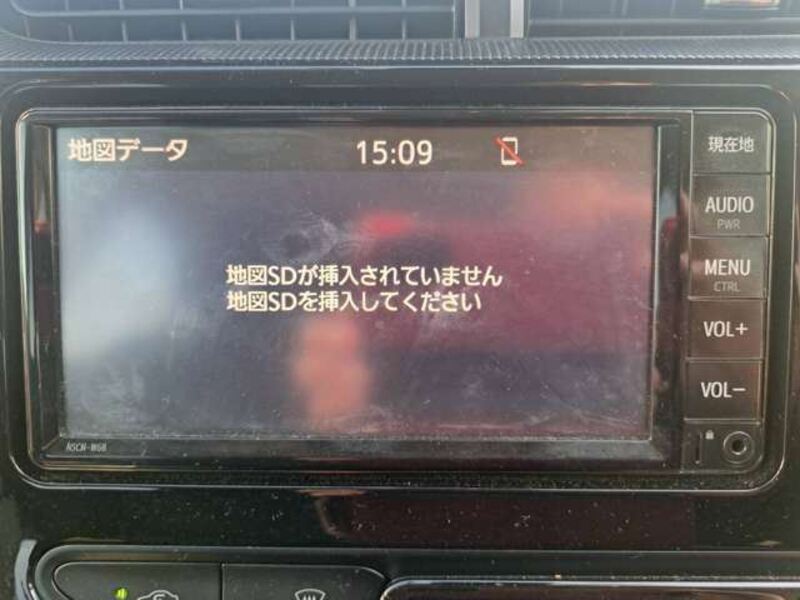 地図データ 15:09
地図SDが挿入されていません
地図SDを挿入してください
現在地
AUDIO
PWR
MENU
CTRL
VOL+
VOL-
NSCN-W68